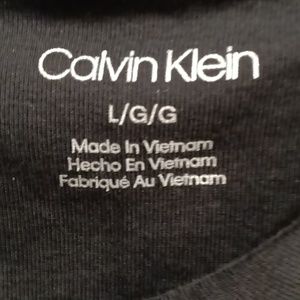 Calvin Klein
L/G/G
Made In Vietnam
Hecho En Vietnam
Fabriqué Au Vietnam